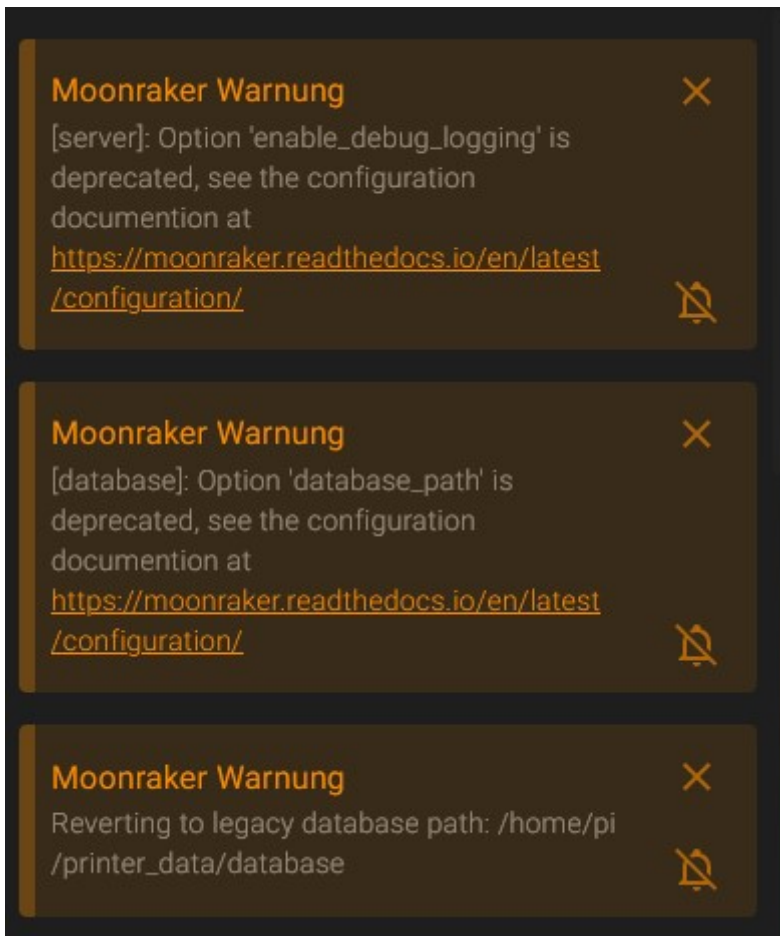 Moonraker Warnung
[server]: Option 'enable_debug_logging' is
deprecated, see the configuration
documention at
https://moonraker.readthedocs.io/en/latest
/configuration/
Moonraker Warnung
[database]: Option 'database_path' is
deprecated, see the configuration
documention at
https://moonraker.readthedocs.io/en/latest
/configuration/
Moonraker Warnung
Reverting to legacy database path: /home/pi
/printer_data/database